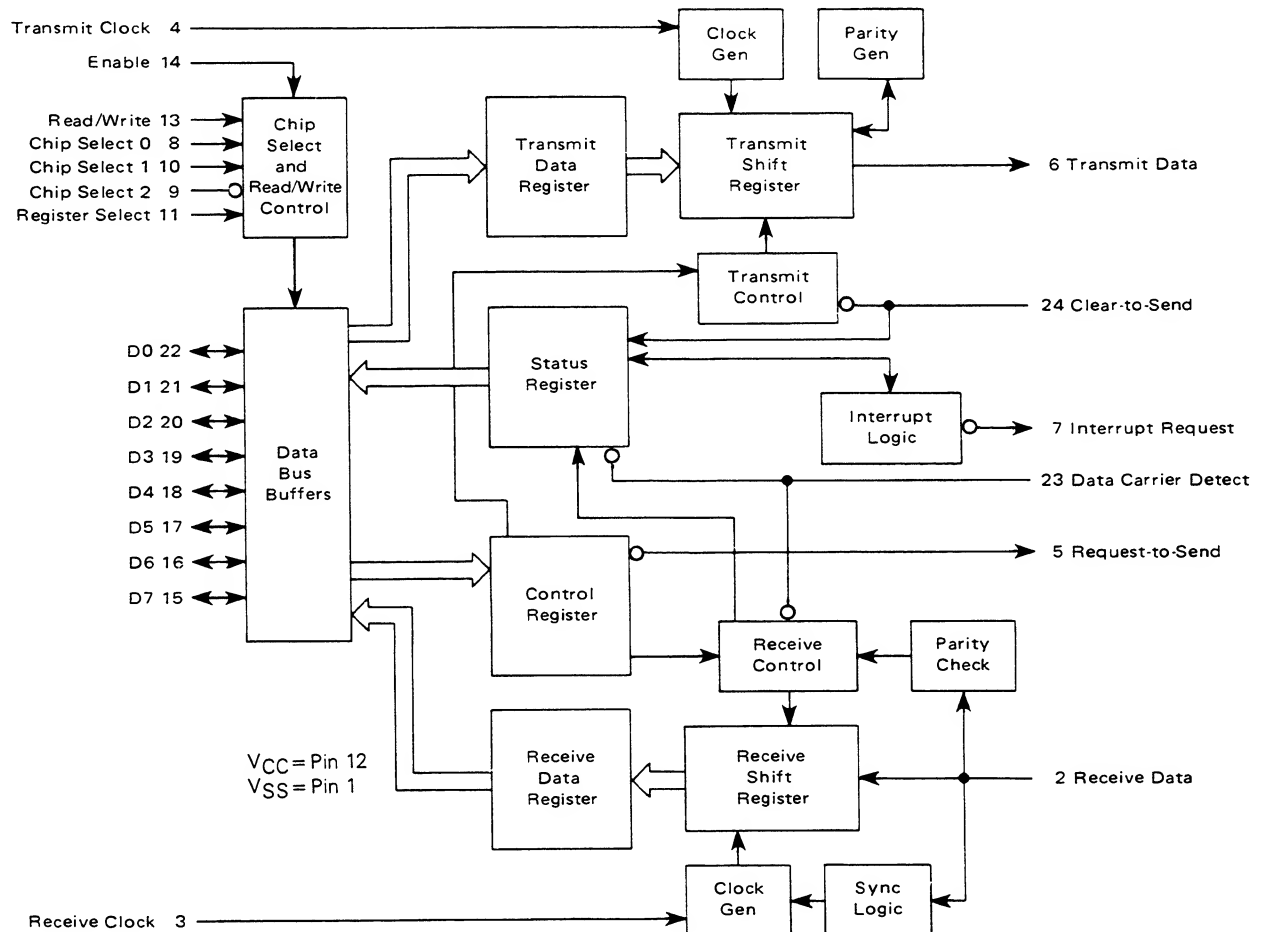 Transmit Clock 4
Clock
Gen
Parity
Gen
Enable 14
Read/Write 13
Chip Select 0 8
Chip Select 1 10
Chip Select 2 9
Register Select 11
Chip
Select
and
Read/Write
Control
Transmit
Data
Register
Transmit
Shift
Register
6 Transmit Data
Transmit
Control
24 Clear-to-Send
D0 22
D1 21
D2 20
D3 19
D4 18
D5 17
D6 16
D7 15
Data
Bus
Buffers
Status
Register
Interrupt
Logic
7 Interrupt Request
23 Data Carrier Detect
5 Request-to-Send
Control
Register
Receive
Control
Parity
Check
VCC = Pin 12
VSS = Pin 1
Receive
Data
Register
Receive
Shift
Register
2 Receive Data
Receive Clock 3
Clock
Gen
Sync
Logic